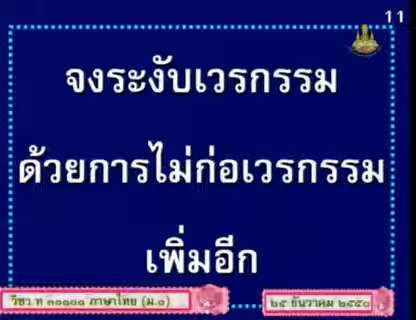 11
จงระงับเวรกรรม
ด้วยการไม่ก่อเวรกรรม
เพิ่มอีก
วิชา ท ๓๑๑๐๑ ภาษาไทย (ม.๑)
๒๕ ธันวาคม ๒๕๕๐